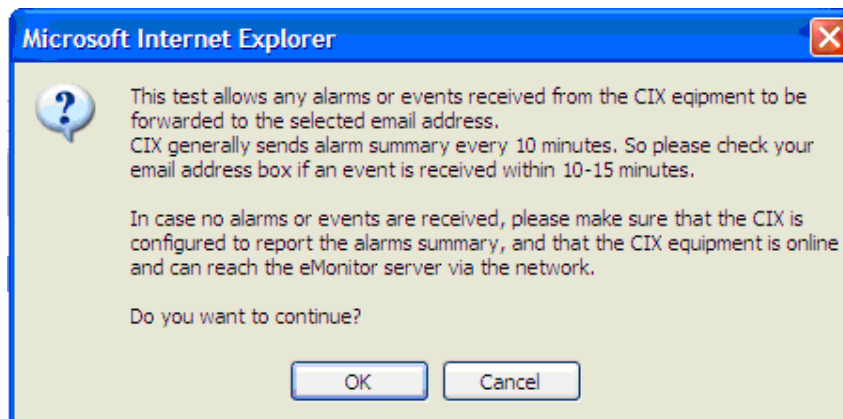 Microsoft Internet Explorer
This test allows any alarms or events received from the CIX eqipment to be
forwarded to the selected email address.
CIX generally sends alarm summary every 10 minutes. So please check your
email address box if an event is received within 10-15 minutes.
In case no alarms or events are received, please make sure that the CIX is
configured to report the alarms summary, and that the CIX equipment is online
and can reach the eMonitor server via the network.
Do you want to continue?
OK
Cancel